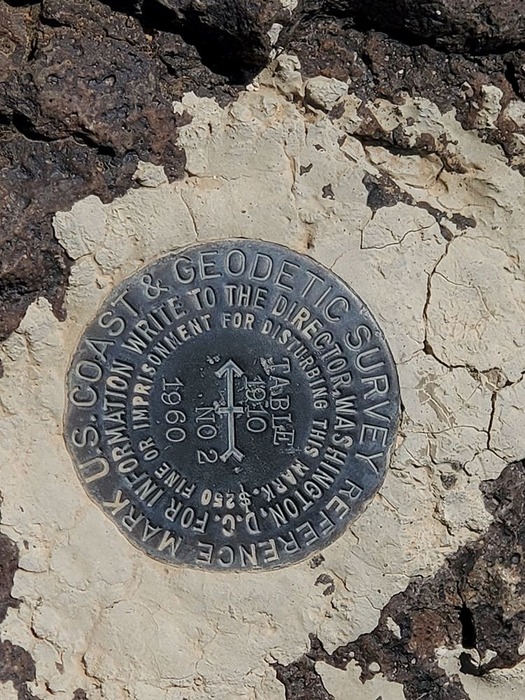 U.S. COAST & GEODETIC SURVEY REFERENCE MARK
FOR INFORMATION WRITE TO THE DIRECTOR, WASHINGTON, D.C.
$250 FINE OR IMPRISONMENT FOR DISTURBING THIS MARK.
TABLE
1910
NO 2
1960